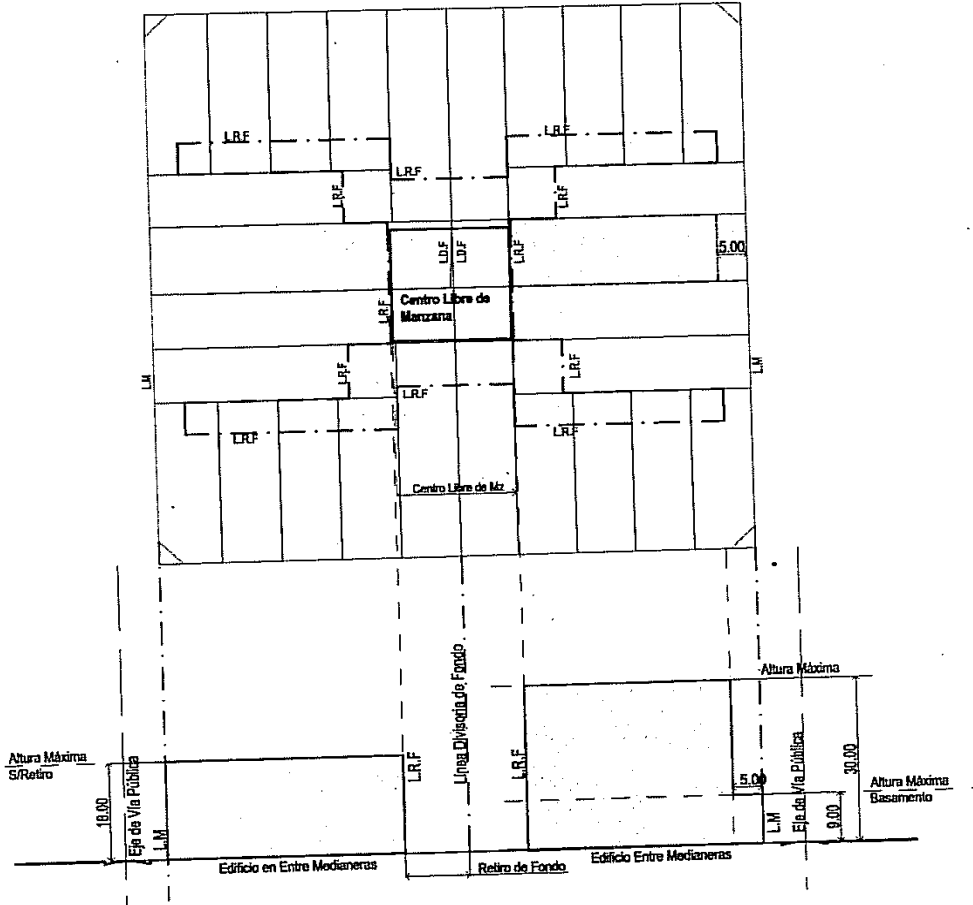 L.R.F
L.R.F
L.R.F
L.R.F
L.R.F
L.D.F
L.D.F
L.R.F
5.00
Centro Libre de
Manzana
L.R.F
L.M
L.R.F
L.R.F
L.R.F
L.M
L.R.F
L.R.F
Centro Libre de Mz
Línea Divisoria de Fondo
Altura Máxima
Altura Máxima
S/Retiro
18.00
Eje de Vía Pública
L.M
L.R.F
L.R.F
5.00
L.M
Eje de Vía Pública
30.00
9.00
Altura Máxima
Basamento
Edificio en Entre Medianeras
Retiro de Fondo
Edificio Entre Medianeras